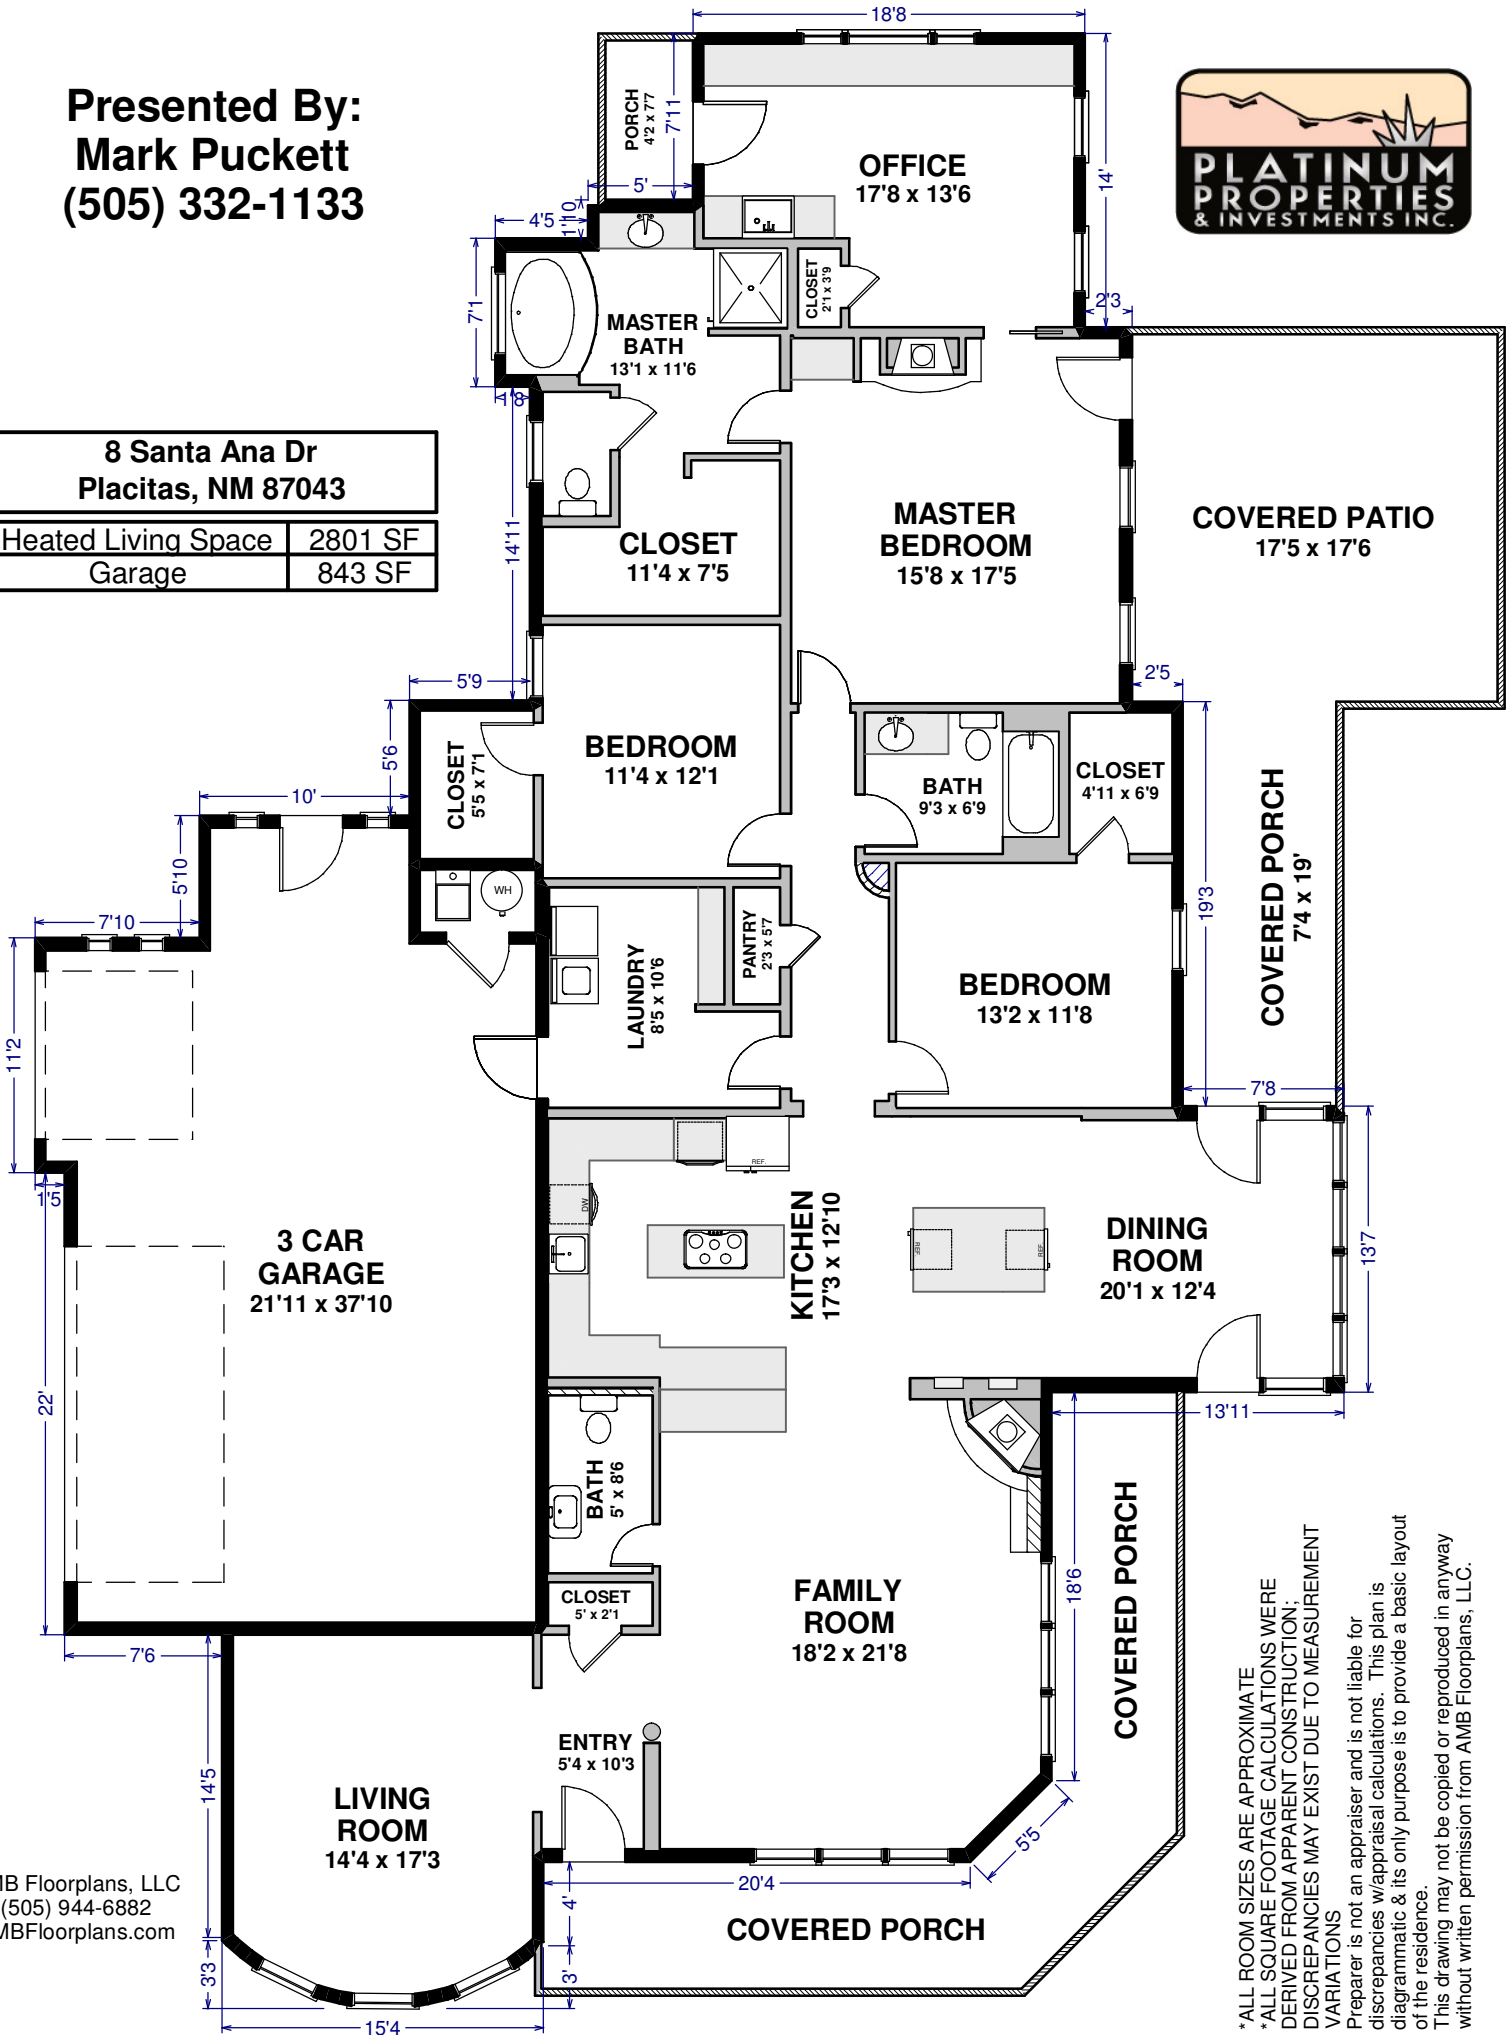 Presented By:
Mark Puckett
(505) 332-1133
PLATINUM
PROPERTIES
& INVESTMENTS INC.
8 Santa Ana Dr
Placitas, NM 87043
Heated Living Space 2801 SF
Garage 843 SF
18'8
PORCH
4'2 x 7'7
7'11
5'
1'10
4'5
OFFICE
17'8 x 13'6
14'
CLOSET
2'1 x 3'9
2'3
7'1
MASTER
BATH
13'1 x 11'6
1'8
14'11
CLOSET
11'4 x 7'5
MASTER
BEDROOM
15'8 x 17'5
COVERED PATIO
17'5 x 17'6
2'5
5'9
5'6
CLOSET
5'5 x 7'1
BEDROOM
11'4 x 12'1
BATH
9'3 x 6'9
CLOSET
4'11 x 6'9
COVERED PORCH
7'4 x 19'
19'3
10'
5'10
7'10
WH
11'2
LAUNDRY
8'5 x 10'6
PANTRY
2'3 x 5'7
BEDROOM
13'2 x 11'8
7'8
REF.
DW
KITCHEN
17'3 x 12'10
REF
REF
DINING
ROOM
20'1 x 12'4
13'7
1'5
3 CAR
GARAGE
21'11 x 37'10
22'
13'11
BATH
5' x 8'6
CLOSET
5' x 2'1
FAMILY
ROOM
18'2 x 21'8
18'6
COVERED PORCH
7'6
ENTRY
5'4 x 10'3
14'5
LIVING
ROOM
14'4 x 17'3
5'5
20'4
4'
COVERED PORCH
3'
3'3
15'4
MB Floorplans, LLC
(505) 944-6882
MBFloorplans.com
*ALL ROOM SIZES ARE APPROXIMATE
*ALL SQUARE FOOTAGE CALCULATIONS WERE
DERIVED FROM APPARENT CONSTRUCTION;
DISCREPANCIES MAY EXIST DUE TO MEASUREMENT
VARIATIONS
Preparer is not an appraiser and is not liable for
discrepancies w/appraisal calculations. This plan is
diagrammatic & its only purpose is to provide a basic layout
of the residence.
This drawing may not be copied or reproduced in anyway
without written permission from AMB Floorplans, LLC.